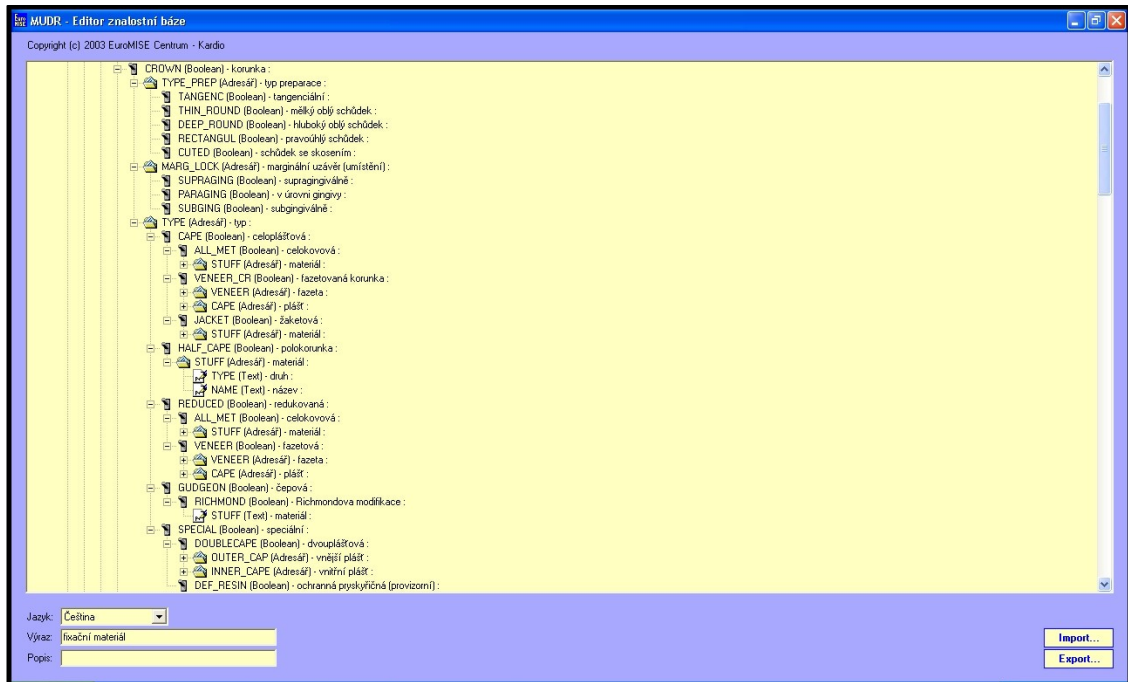 Euro MISE MUDR - Editor znalostní báze
Copyright (c) 2003 EuroMISE Centrum - Kardio
CROWN (Boolean) - korunka :
TYPE_PREP (Adresář) - typ preparace :
TANGENC (Boolean) - tangenciální :
THIN_ROUND (Boolean) - mělký oblý schůdek :
DEEP_ROUND (Boolean) - hluboký oblý schůdek :
RECTANGUL (Boolean) - pravoúhlý schůdek :
CUTED (Boolean) - schůdek se skosením :
MARG_LOCK (Adresář) - marginální uzávěr (umístění) :
SUPRAGING (Boolean) - supragingiválně :
PARAGING (Boolean) - v úrovni gingivy :
SUBGING (Boolean) - subgingiválně :
TYPE (Adresář) - typ :
CAPE (Boolean) - celoplášťová :
ALL_MET (Boolean) - celokovová :
STUFF (Adresář) - materiál :
VENEER_CR (Boolean) - fazetovaná korunka :
VENEER (Adresář) - fazeta :
CAPE (Adresář) - plášť :
JACKET (Boolean) - žaketová :
STUFF (Adresář) - materiál :
HALF_CAPE (Boolean) - polokorunka :
STUFF (Adresář) - materiál :
TYPE (Text) - druh :
NAME (Text) - název :
REDUCED (Boolean) - redukovaná :
ALL_MET (Boolean) - celokovová :
STUFF (Adresář) - materiál :
VENEER (Boolean) - fazetová :
VENEER (Adresář) - fazeta :
CAPE (Adresář) - plášť :
GUDGEON (Boolean) - čepová :
RICHMOND (Boolean) - Richmondova modifikace :
STUFF (Text) - materiál :
SPECIAL (Boolean) - speciální :
DOUBLECAPE (Boolean) - dvouplášťová :
OUTER_CAP (Adresář) - vnější plášť :
INNER_CAPE (Adresář) - vnitřní plášť :
DEF_RESIN (Boolean) - ochranná pryskyřičná (provizorní) :
Jazyk: Čeština
Výraz: fixační materiál
Import...
Popis:
Export...